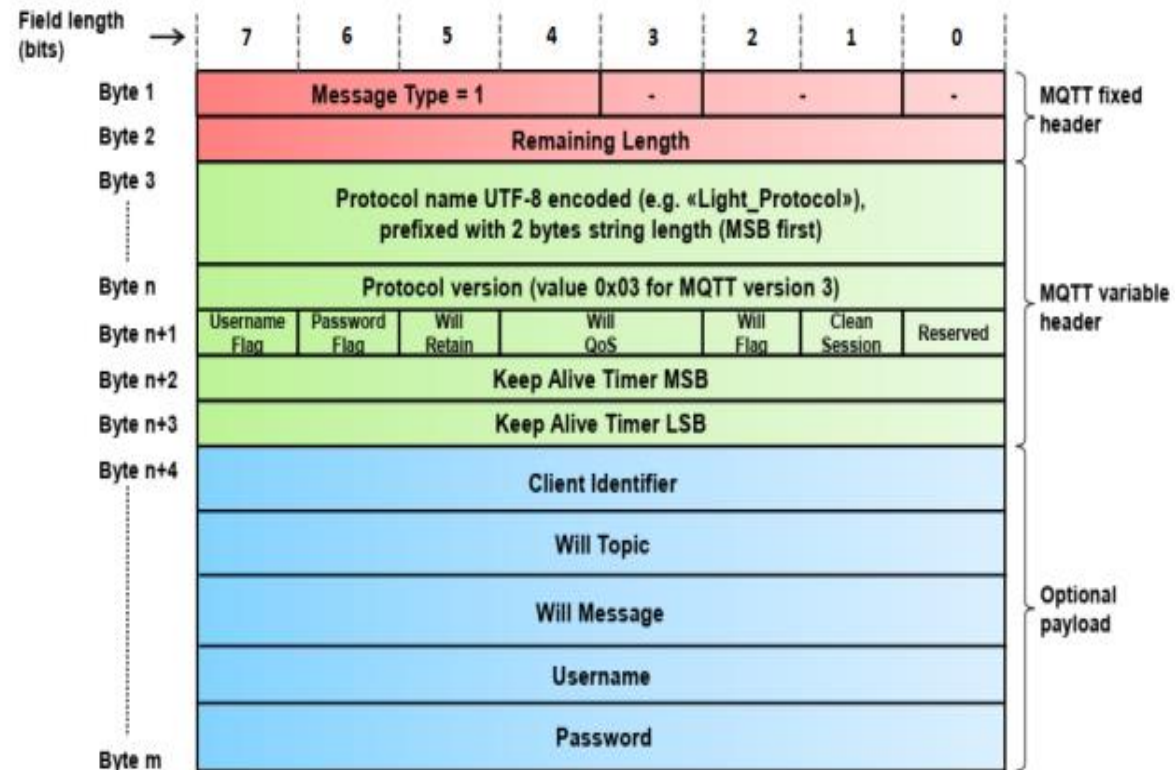 Field length
(bits)
7 6 5 4 3 2 1 0
Byte 1
Message Type = 1
-
-
-
MQTT fixed
header
Byte 2
Remaining Length
Byte 3
Protocol name UTF-8 encoded (e.g. «Light_Protocol»),
prefixed with 2 bytes string length (MSB first)
Byte n
Protocol version (value 0x03 for MQTT version 3)
MQTT variable
header
Byte n+1
Username
Flag
Password
Flag
Will
Retain
Will
QoS
Will
Flag
Clean
Session
Reserved
Byte n+2
Keep Alive Timer MSB
Byte n+3
Keep Alive Timer LSB
Byte n+4
Client Identifier
Will Topic
Will Message
Optional
payload
Username
Password
Byte m